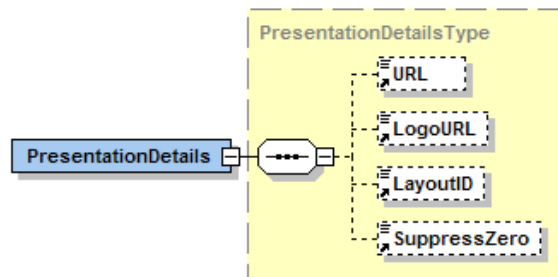 PresentationDetailsType
URL
LogoURL
PresentationDetails
LayoutID
SuppressZero